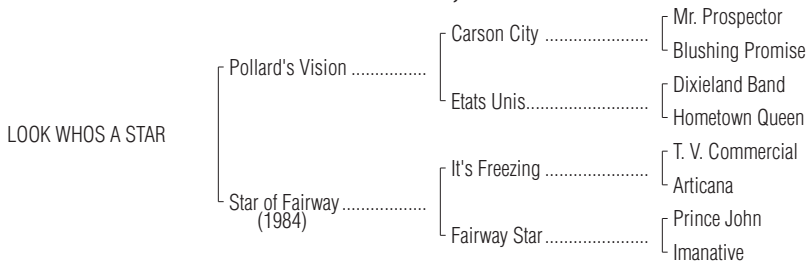 Mr. Prospector
Carson City ......................
Blushing Promise
Pollard's Vision ................
Dixieland Band
Etats Unis..........................
Hometown Queen
LOOK WHOS A STAR
T. V. Commercial
It's Freezing ......................
Articana
Star of Fairway ..................
(1984)
Prince John
Fairway Star ......................
Imanative